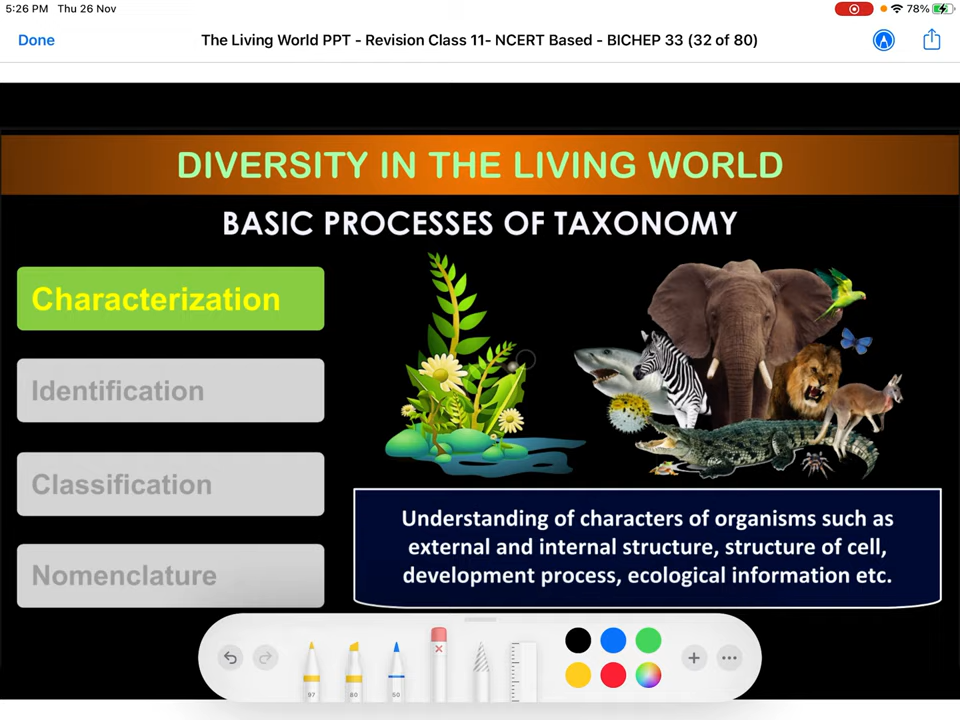 5:26 PM Thu 26 Nov
78%
Done
The Living World PPT - Revision Class 11- NCERT Based - BICHEP 33 (32 of 80)
DIVERSITY IN THE LIVING WORLD
BASIC PROCESSES OF TAXONOMY
Characterization
Identification
Classification
Nomenclature
Understanding of characters of organisms such as
external and internal structure, structure of cell,
development process, ecological information etc.
97
80
50